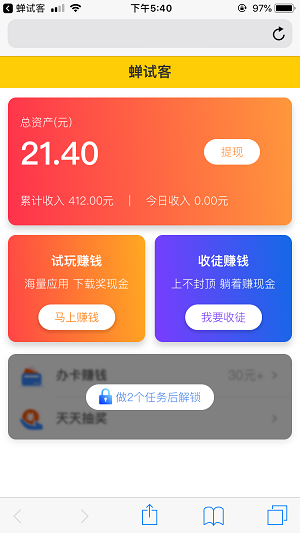 蝉试客
下午5:40
97%
蝉试客
总资产(元)
21.40
提现
累计收入 412.00元 | 今日收入 0.00元
试玩赚钱
海量应用 下载奖现金
马上赚钱
收徒赚钱
上不封顶 躺着赚现金
我要收徒
办卡赚钱
30元+
做2个任务后解锁
天天抽奖